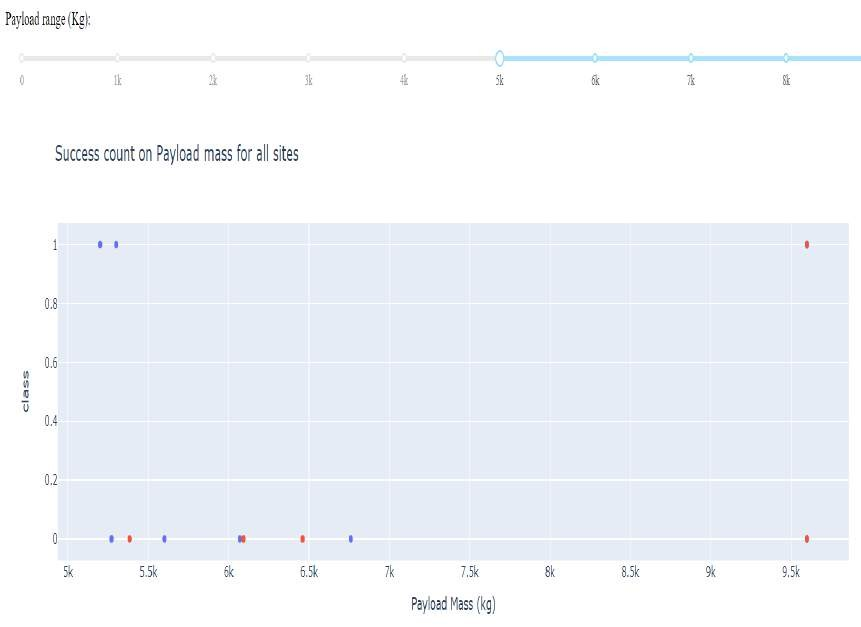 Payload range (Kg):
0 1k 2k 3k 4k 5k 6k 7k 8k
Success count on Payload mass for all sites
1
0.8
0.6
0.4
0.2
0
class
5k 5.5k 6k 6.5k 7k 7.5k 8k 8.5k 9k 9.5k
Payload Mass (kg)